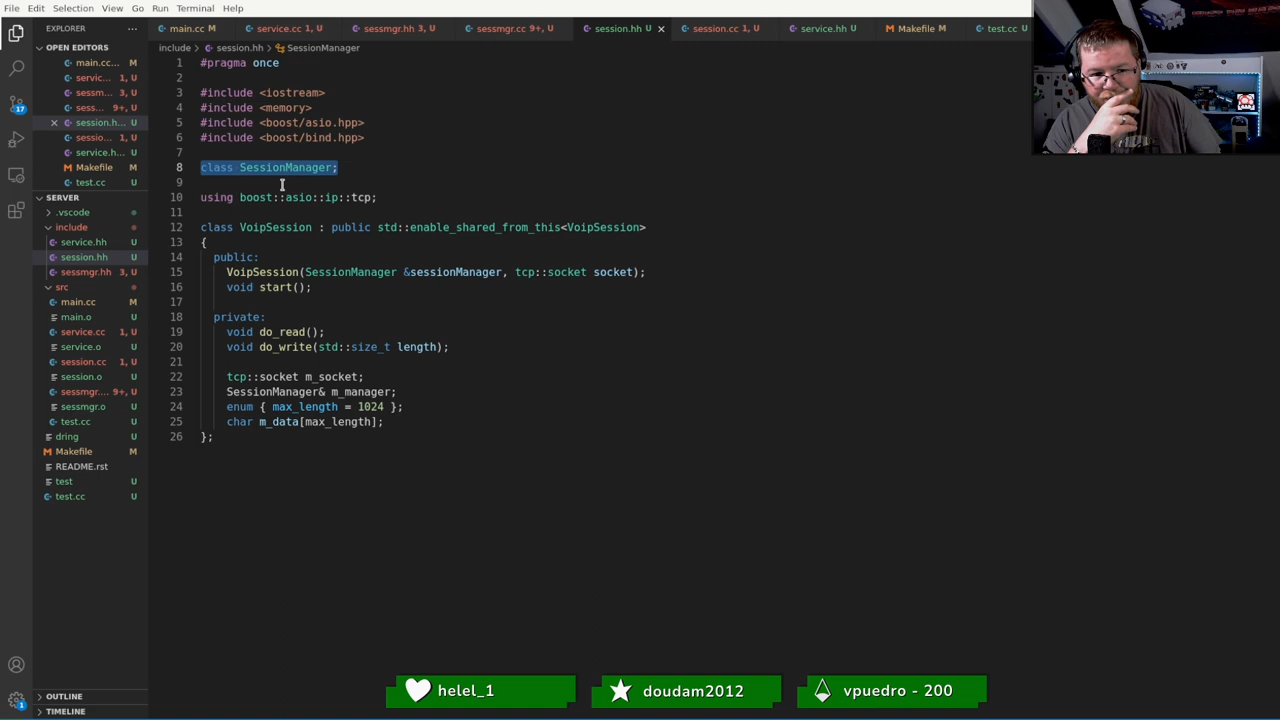 File Edit Selection View Go Run Terminal Help
EXPLORER ...
main.cc M
service.cc 1, U
sessmgr.hh 3, U
sessmgr.cc 9+, U
session.hh U
session.cc 1, U
service.hh U
Makefile M
test.cc U
OPEN EDITORS
main.cc... M
servic... 1, U
sessm... 3, U
sess... 9+, U
session.h... U
sessio... 1, U
service.h... U
Makefile M
test.cc U
SERVER
.vscode
include
service.hh U
session.hh U
sessmgr.hh 3, U
src
main.cc M
main.o U
service.cc 1, U
service.o U
session.cc 1, U
session.o U
sessmgr.... 9+, U
sessmgr.o U
test.cc U
dring U
Makefile M
README.rst
test U
test.cc U
OUTLINE
TIMELINE
17
1
include > session.hh > SessionManager
1 #pragma once
2
3 #include <iostream>
4 #include <memory>
5 #include <boost/asio.hpp>
6 #include <boost/bind.hpp>
7
8 class SessionManager;
9
10 using boost::asio::ip::tcp;
11
12 class VoipSession : public std::enable_shared_from_this<VoipSession>
13 {
14 public:
15 VoipSession(SessionManager &sessionManager, tcp::socket socket);
16 void start();
17
18 private:
19 void do_read();
20 void do_write(std::size_t length);
21
22 tcp::socket m_socket;
23 SessionManager& m_manager;
24 enum { max_length = 1024 };
25 char m_data[max_length];
26 };
helel_1
doudam2012
vpuedro - 200